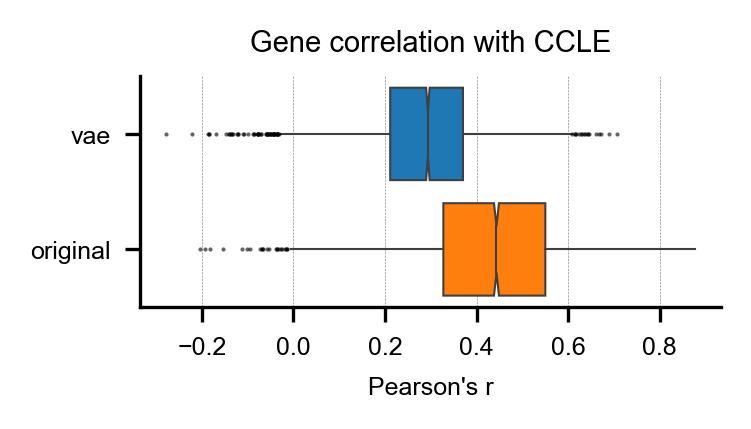 Gene correlation with CCLE
vae
original
−0.2 0.0 0.2 0.4 0.6 0.8
Pearson's r